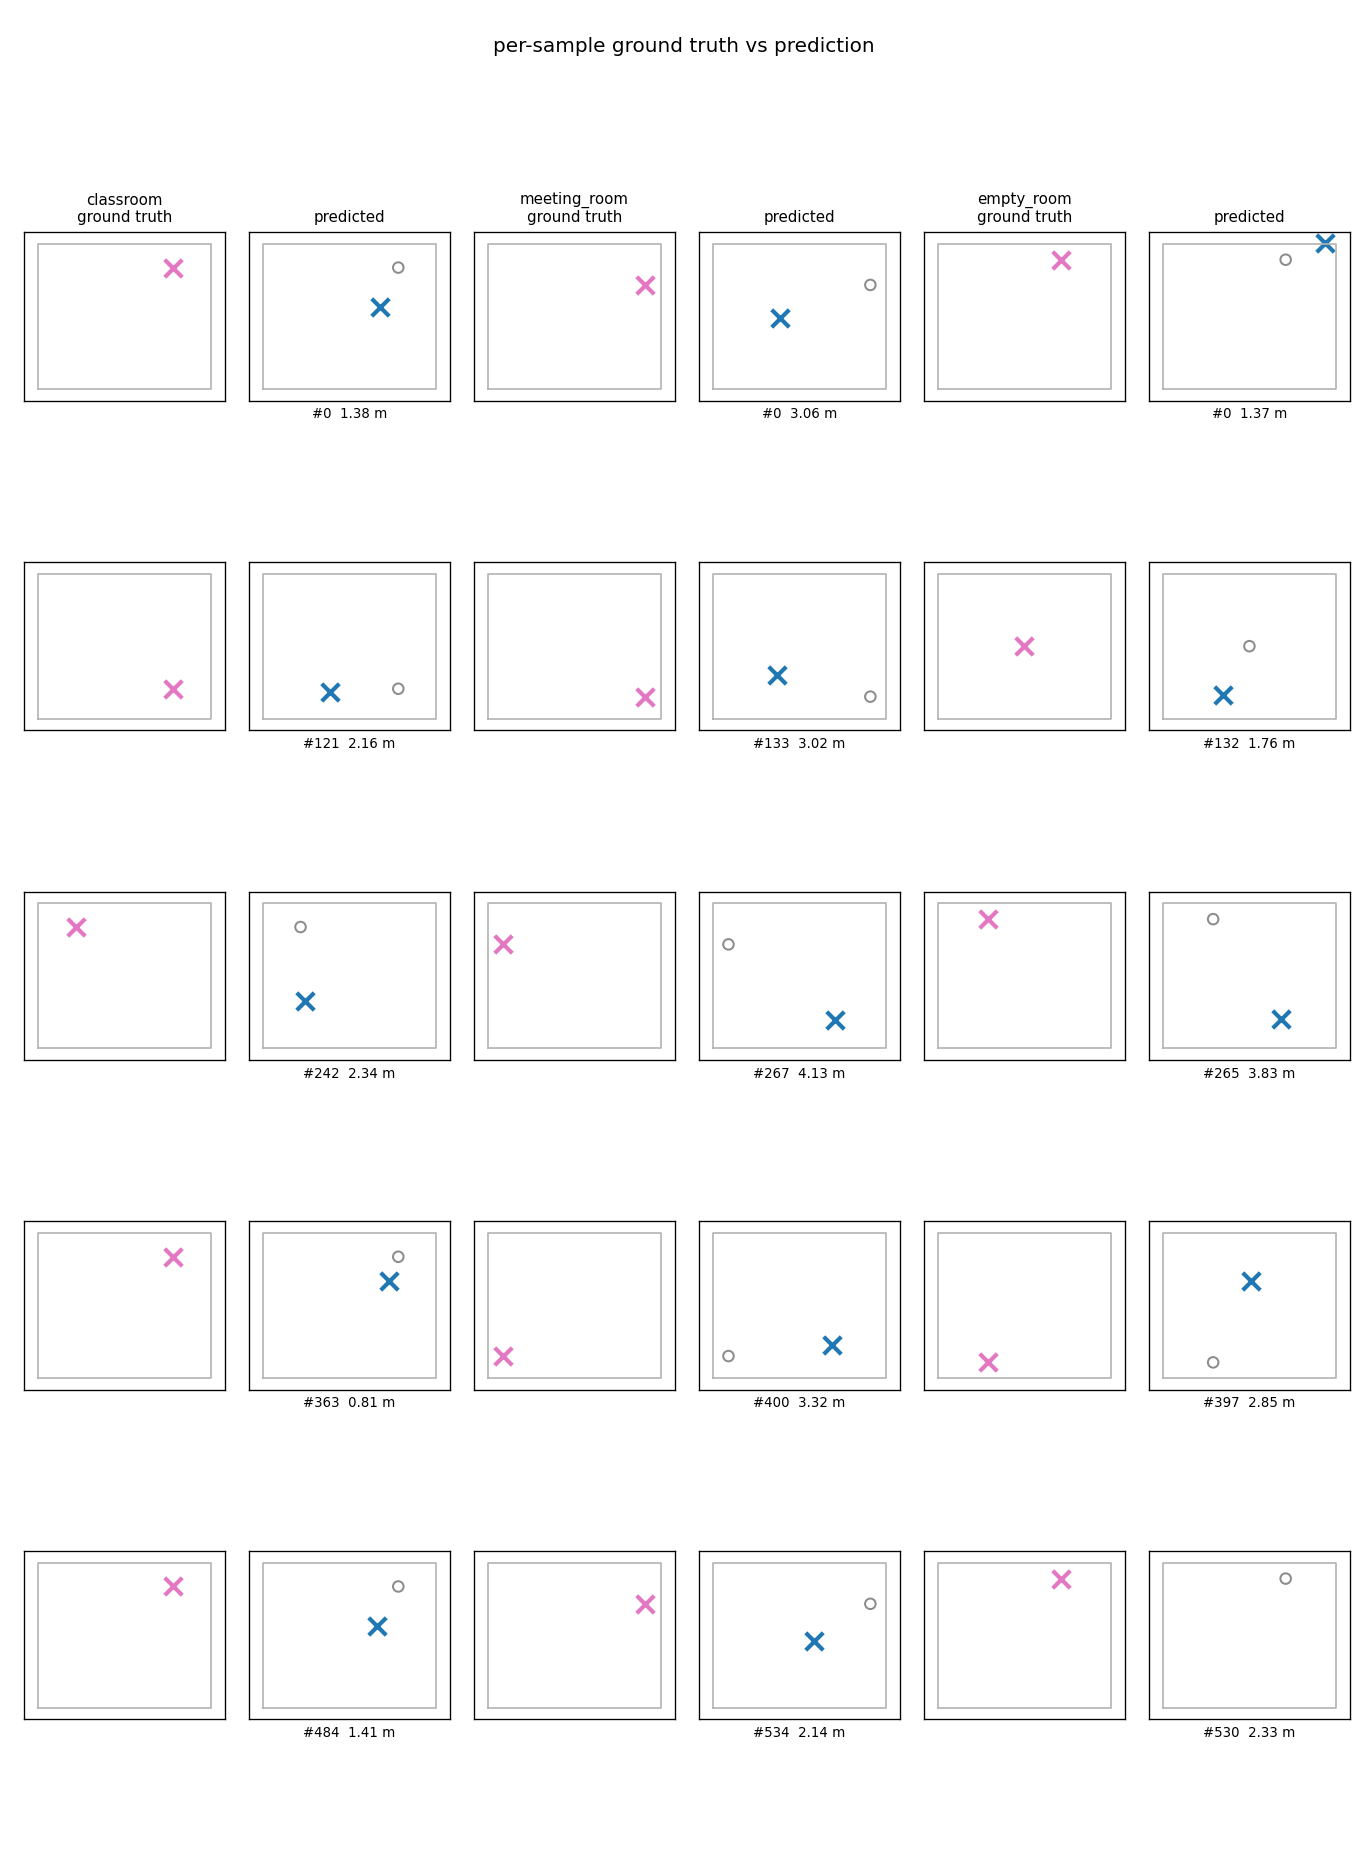 per-sample ground truth vs prediction
classroom
ground truth
predicted
meeting_room
ground truth
predicted
empty_room
ground truth
predicted
#0 1.38 m
#0 3.06 m
#0 1.37 m
#121 2.16 m
#133 3.02 m
#132 1.76 m
#242 2.34 m
#267 4.13 m
#265 3.83 m
#363 0.81 m
#400 3.32 m
#397 2.85 m
#484 1.41 m
#534 2.14 m
#530 2.33 m